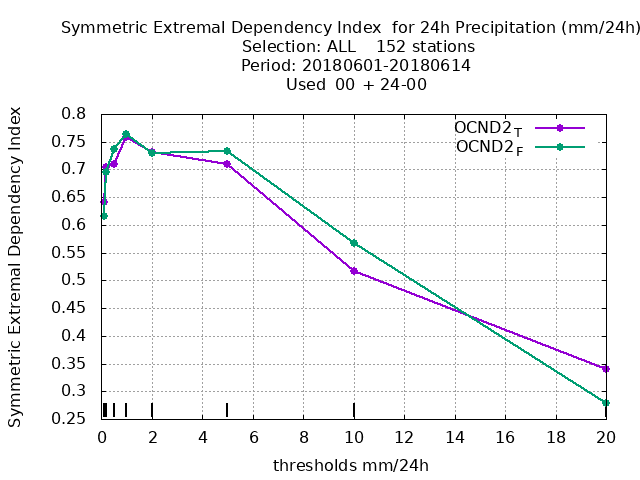 Symmetric Extremal Dependency Index  for 24h Precipitation (mm/24h)
Selection: ALL    152 stations
Period: 20180601-20180614
Used  00  + 24-00
Symmetric Extremal Dependency Index
0.8
0.75
0.7
0.65
0.6
0.55
0.5
0.45
0.4
0.35
0.3
0.25
OCND2T
OCND2F
0 2 4 6 8 10 12 14 16 18 20
thresholds mm/24h